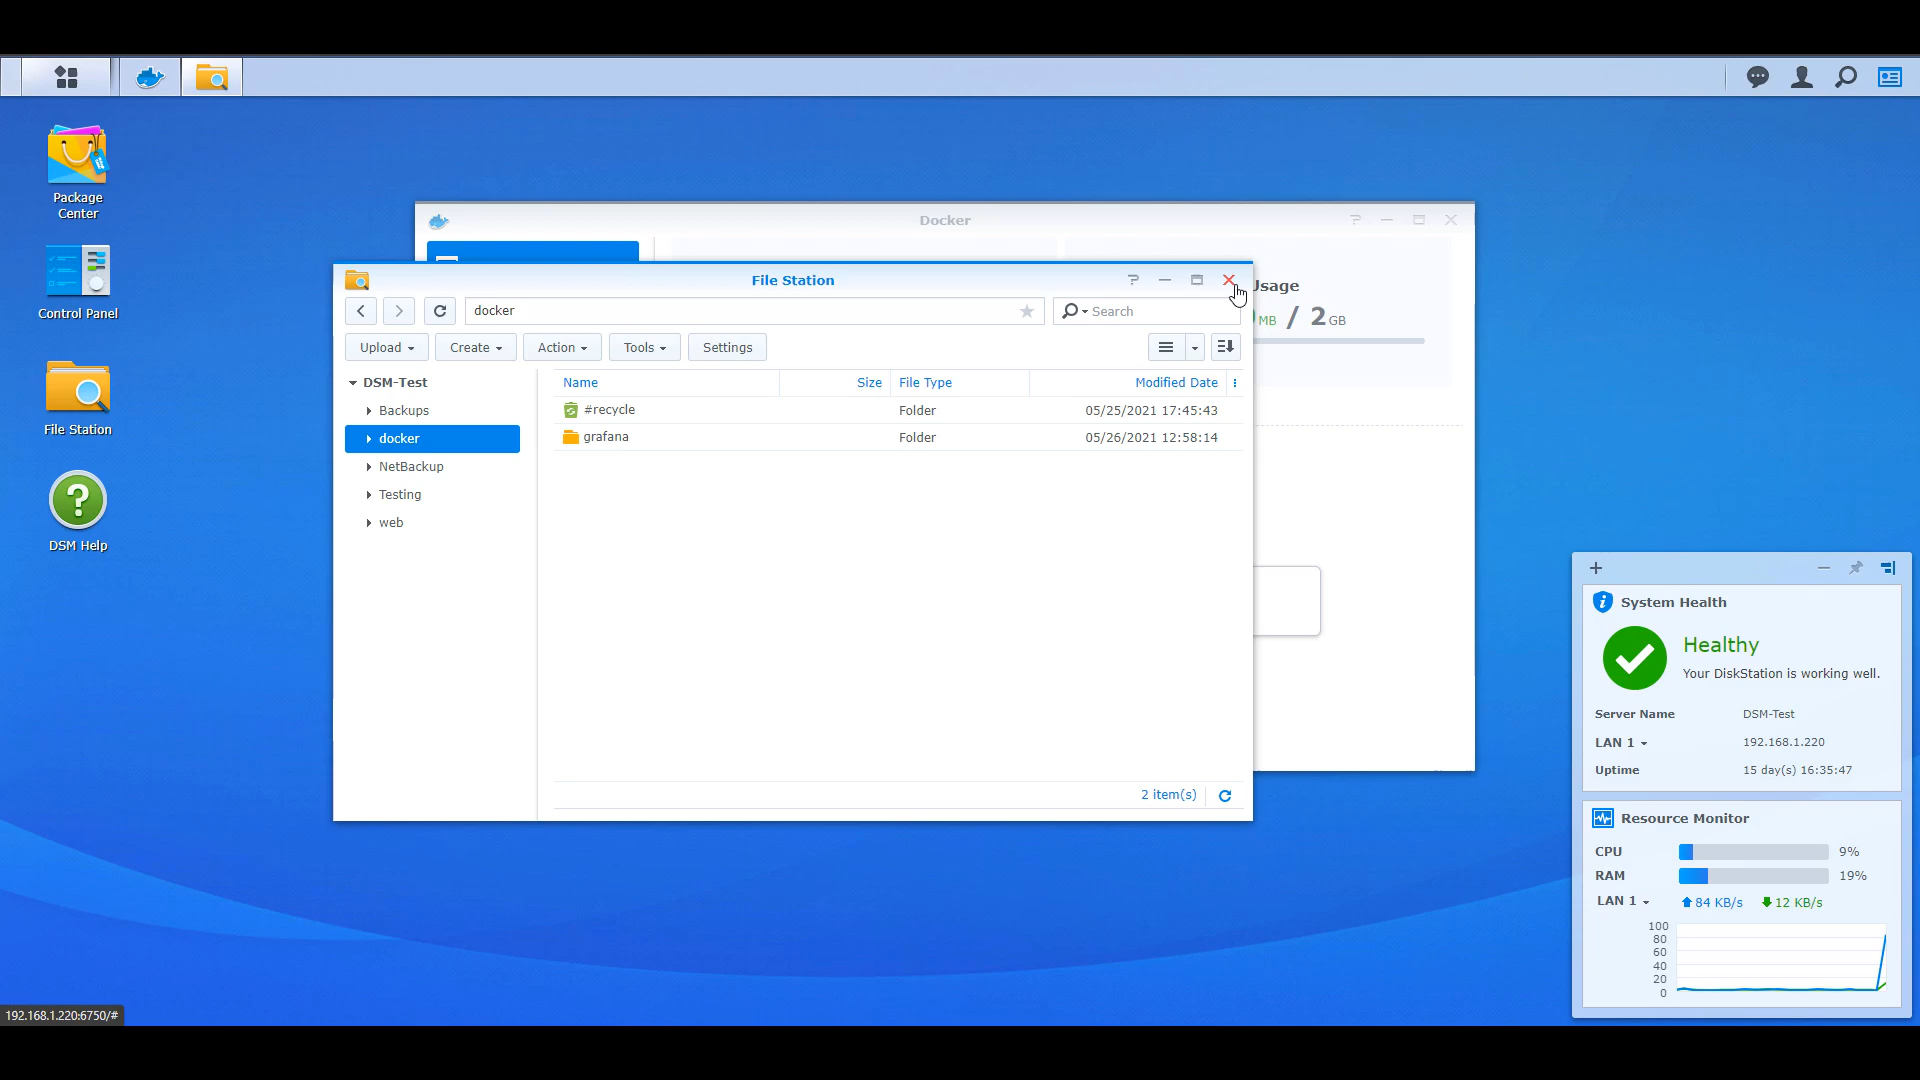 Package
Center
Control Panel
File Station
DSM Help
Docker
Usage
MB / 2 GB
File Station
docker
Search
Upload
Create
Action
Tools
Settings
DSM-Test
Backups
docker
NetBackup
Testing
web
Name Size File Type Modified Date
#recycle Folder 05/25/2021 17:45:43
grafana Folder 05/26/2021 12:58:14
2 item(s)
System Health
Healthy
Your DiskStation is working well.
Server Name DSM-Test
LAN 1 192.168.1.220
Uptime 15 day(s) 16:35:47
Resource Monitor
CPU 9%
RAM 19%
LAN 1 84 KB/s 12 KB/s
100
80
60
40
20
0
192.168.1.220:6750/#